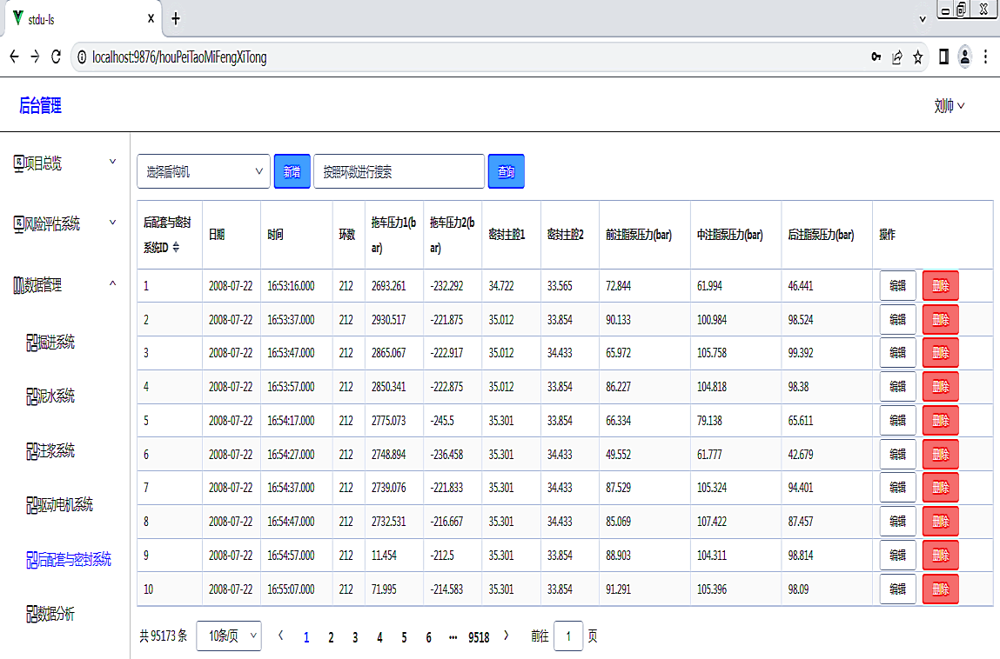 stdu-ls
localhost:9876/houPeiTaoMiFengXiTong
后台管理
刘帅
项目总览
风险评估系统
数据管理
掘进系统
泥水系统
注浆系统
驱动电机系统
后配套与密封系统
数据分析
选择盾构机 新增 按照环数进行搜索 查询
后配套与密封系统ID 日期 时间 环数 拖车压力1(bar) 拖车压力2(bar) 密封主腔1 密封主腔2 前注脂泵压力(bar) 中注脂泵压力(bar) 后注脂泵压力(bar) 操作
1 2008-07-22 16:53:16.000 212 2693.261 -232.292 34.722 33.565 72.844 61.994 46.441 编辑 删除
2 2008-07-22 16:53:37.000 212 2930.517 -221.875 35.012 33.854 90.133 100.984 98.524 编辑 删除
3 2008-07-22 16:53:47.000 212 2865.067 -222.917 35.012 34.433 65.972 105.758 99.392 编辑 删除
4 2008-07-22 16:53:57.000 212 2850.341 -222.875 35.012 33.854 86.227 104.818 98.38 编辑 删除
5 2008-07-22 16:54:17.000 212 2775.073 -245.5 35.301 33.854 66.334 79.138 65.611 编辑 删除
6 2008-07-22 16:54:27.000 212 2748.894 -236.458 35.301 34.433 49.552 61.777 42.679 编辑 删除
7 2008-07-22 16:54:37.000 212 2739.076 -221.833 35.301 34.433 87.529 105.324 94.401 编辑 删除
8 2008-07-22 16:54:47.000 212 2732.531 -216.667 35.301 34.433 85.069 107.422 87.457 编辑 删除
9 2008-07-22 16:54:57.000 212 11.454 -212.5 35.301 33.854 88.903 104.311 98.814 编辑 删除
10 2008-07-22 16:55:07.000 212 71.995 -214.583 35.301 33.854 91.291 105.396 98.09 编辑 删除
共 95173 条 10条/页 1 2 3 4 5 6 ••• 9518 前往 1 页